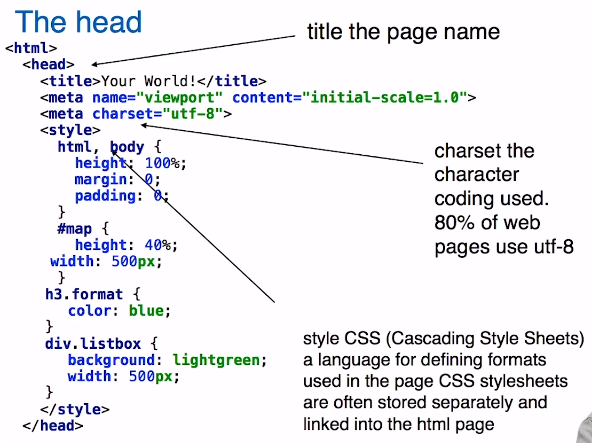 The head
title the page name
<html>
<head>
<title>Your World!</title>
<meta name="viewport" content="initial-scale=1.0">
<meta charset="utf-8">
<style>
html, body {
height: 100%;
margin: 0;
padding: 0;
}
#map {
height: 40%;
width: 500px;
}
h3.format {
color: blue;
}
div.listbox {
background: lightgreen;
width: 500px;
}
</style>
</head>
charset the
character
coding used.
80% of web
pages use utf-8
style CSS (Cascading Style Sheets)
a language for defining formats
used in the page CSS stylesheets
are often stored separately and
linked into the html page